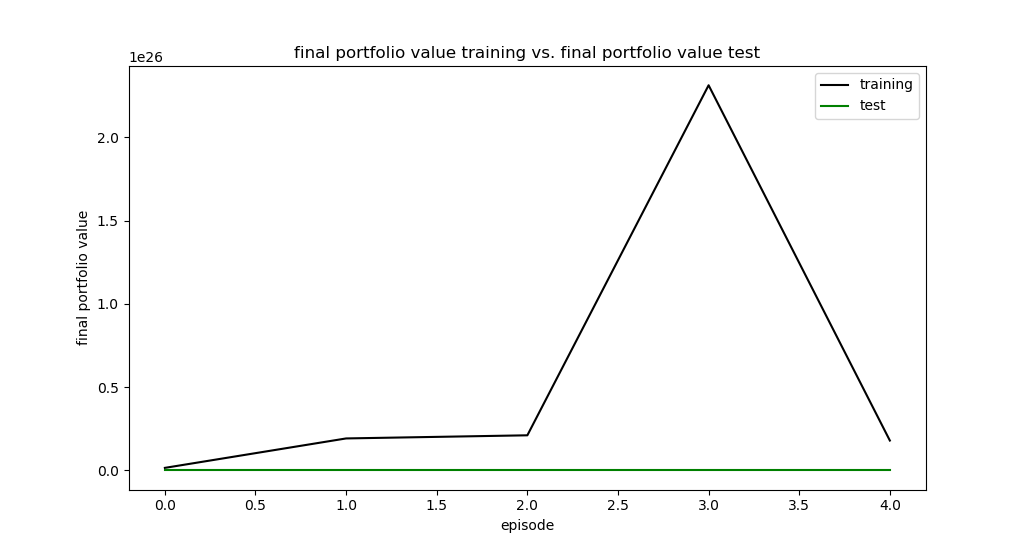 final portfolio value training vs. final portfolio value test
1e26
training
test
2.0
1.5
1.0
0.5
0.0
final portfolio value
0.0 0.5 1.0 1.5 2.0 2.5 3.0 3.5 4.0
episode